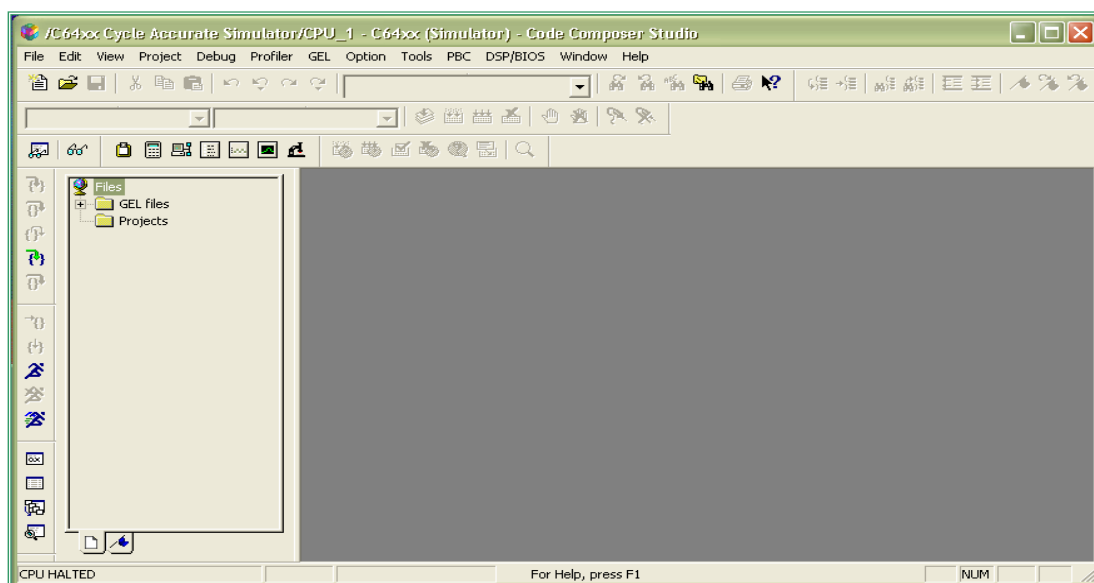 /C64xx Cycle Accurate Simulator/CPU_1 - C64xx (Simulator) - Code Composer Studio
File Edit View Project Debug Profiler GEL Option Tools PBC DSP/BIOS Window Help
Files
GEL files
Projects
CPU HALTED For Help, press F1 NUM